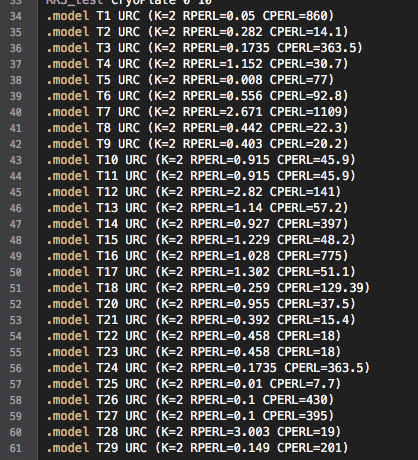 33 RRS_test CryoPlate 0 10
34 .model T1 URC (K=2 RPERL=0.05 CPERL=860)
35 .model T2 URC (K=2 RPERL=0.282 CPERL=14.1)
36 .model T3 URC (K=2 RPERL=0.1735 CPERL=363.5)
37 .model T4 URC (K=2 RPERL=1.152 CPERL=30.7)
38 .model T5 URC (K=2 RPERL=0.008 CPERL=77)
39 .model T6 URC (K=2 RPERL=0.556 CPERL=92.8)
40 .model T7 URC (K=2 RPERL=2.671 CPERL=1109)
41 .model T8 URC (K=2 RPERL=0.442 CPERL=22.3)
42 .model T9 URC (K=2 RPERL=0.403 CPERL=20.2)
43 .model T10 URC (K=2 RPERL=0.915 CPERL=45.9)
44 .model T11 URC (K=2 RPERL=0.915 CPERL=45.9)
45 .model T12 URC (K=2 RPERL=2.82 CPERL=141)
46 .model T13 URC (K=2 RPERL=1.14 CPERL=57.2)
47 .model T14 URC (K=2 RPERL=0.927 CPERL=397)
48 .model T15 URC (K=2 RPERL=1.229 CPERL=48.2)
49 .model T16 URC (K=2 RPERL=1.028 CPERL=775)
50 .model T17 URC (K=2 RPERL=1.302 CPERL=51.1)
51 .model T18 URC (K=2 RPERL=0.259 CPERL=129.39)
52 .model T20 URC (K=2 RPERL=0.955 CPERL=37.5)
53 .model T21 URC (K=2 RPERL=0.392 CPERL=15.4)
54 .model T22 URC (K=2 RPERL=0.458 CPERL=18)
55 .model T23 URC (K=2 RPERL=0.458 CPERL=18)
56 .model T24 URC (K=2 RPERL=0.1735 CPERL=363.5)
57 .model T25 URC (K=2 RPERL=0.01 CPERL=7.7)
58 .model T26 URC (K=2 RPERL=0.1 CPERL=430)
59 .model T27 URC (K=2 RPERL=0.1 CPERL=395)
60 .model T28 URC (K=2 RPERL=3.003 CPERL=19)
61 .model T29 URC (K=2 RPERL=0.149 CPERL=201)